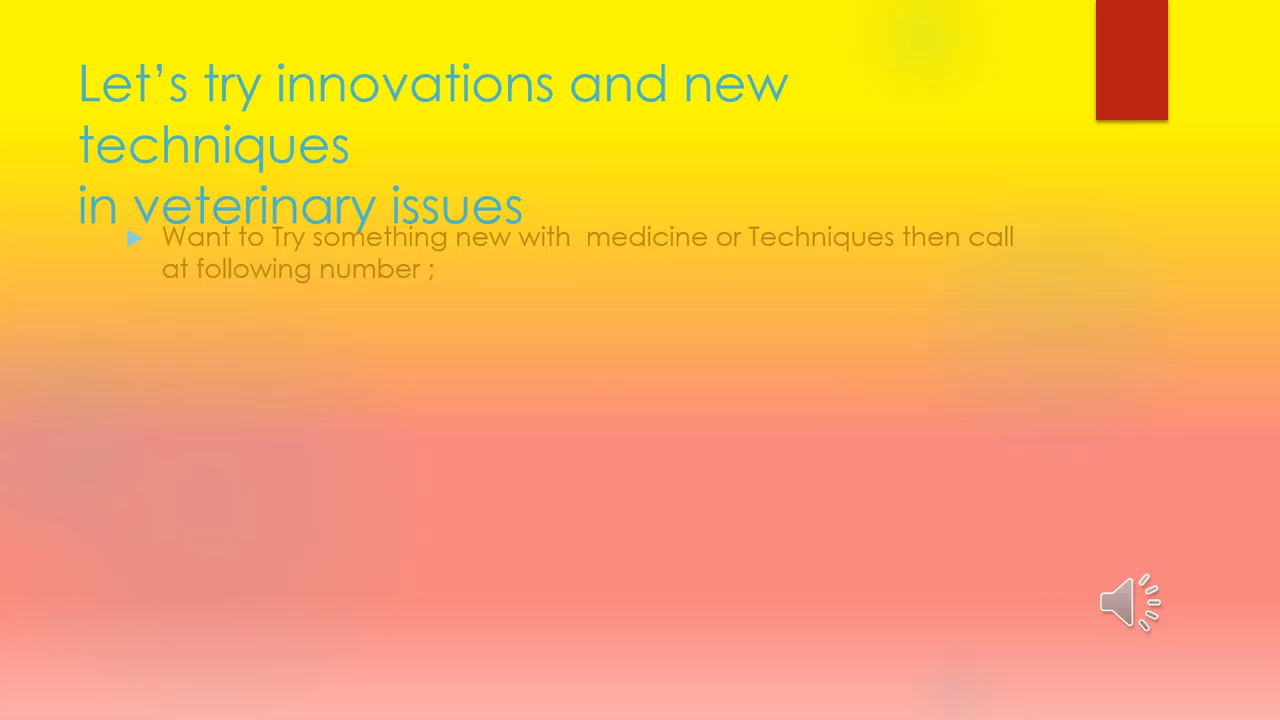 Let’s try innovations and new
techniques
in veterinary issues
Want to Try something new with  medicine or Techniques then call
at following number ;